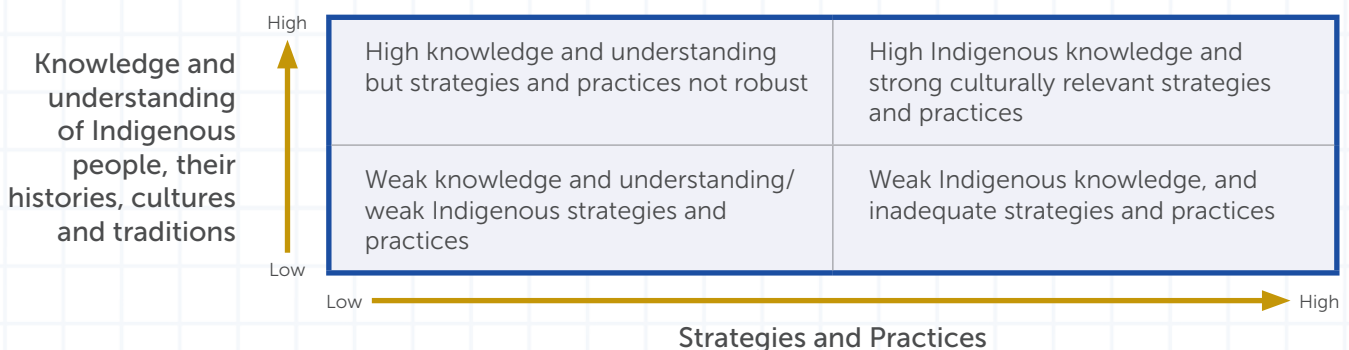 High
Knowledge and
understanding
of Indigenous
people, their
histories, cultures
and traditions
Low
High knowledge and understanding
but strategies and practices not robust
High Indigenous knowledge and
strong culturally relevant strategies
and practices
Weak knowledge and understanding/
weak Indigenous strategies and
practices
Weak Indigenous knowledge, and
inadequate strategies and practices
Low
High
Strategies and Practices